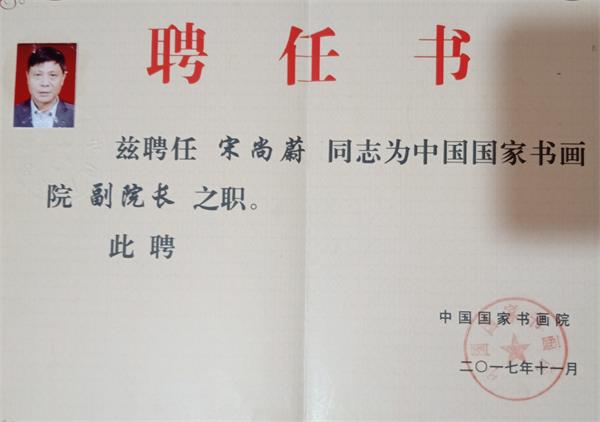 聘任书
兹聘任 宋尚蔚 同志为中国国家书画
院 副院长 之职。
此聘
中国国家书画院
二〇一七年十一月